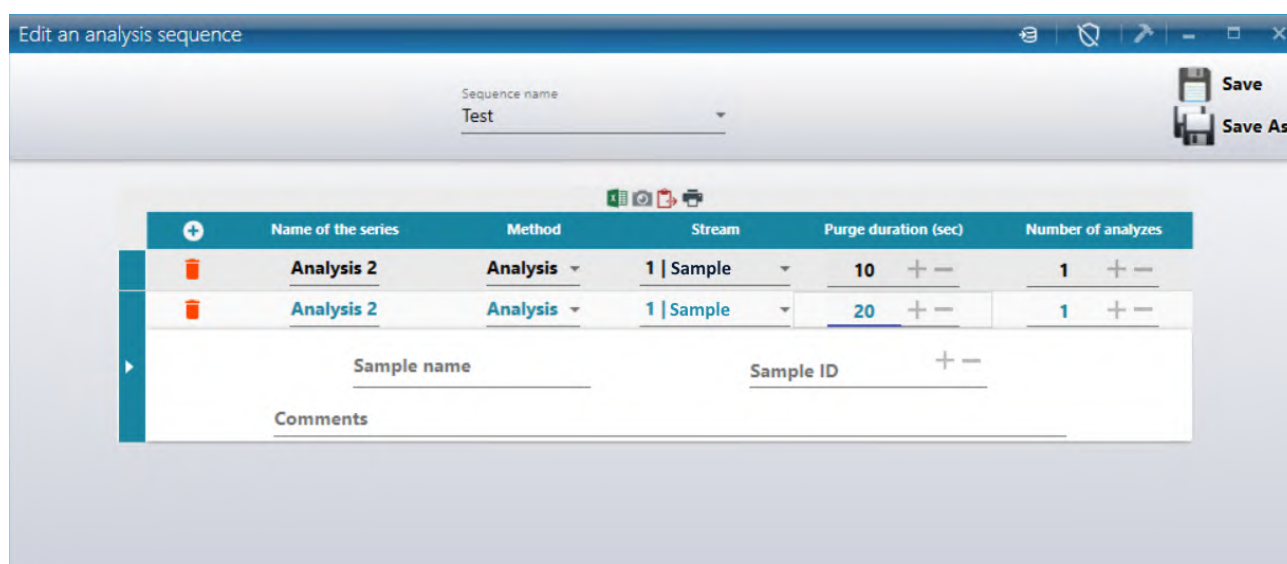 Edit an analysis sequence
Sequence name
Test
Save
Save As
Name of the series Method Stream Purge duration (sec) Number of analyzes
Analysis 2 Analysis 1 | Sample 10 1
Analysis 2 Analysis 1 | Sample 20 1
Sample name Sample ID
Comments